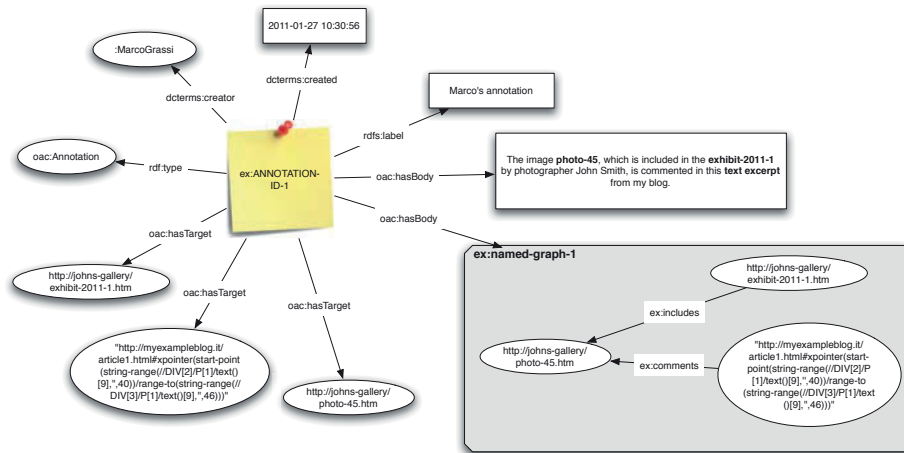 2011-01-27 10:30:56
:MarcoGrassi
dcterms:created
dcterms:creator
Marco's annotation
rdfs:label
oac:Annotation
rdf:type
ex:ANNOTATION-
ID-1
oac:hasBody
The image photo-45, which is included in the exhibit-2011-1
by photographer John Smith, is commented in this text excerpt
from my blog.
oac:hasBody
oac:hasTarget
http://johns-gallery/
exhibit-2011-1.htm
oac:hasTarget
oac:hasTarget
"http://myexampleblog.it/
article1.html#xpointer(start-point
(string-range(//DIV[2]/P[1]/text()
[9],",40))/range-to(string-range(//
DIV[3]/P[1]/text()[9],",46)))"
http://johns-gallery/
photo-45.htm
ex:named-graph-1
http://johns-gallery/
exhibit-2011-1.htm
ex:includes
http://johns-gallery/
photo-45.htm
ex:comments
"http://myexampleblog.it/
article1.html#xpointer(start-
point(string-range(//DIV[2]/P
[1]/text()[9],",40))/range-to
(string-range(//DIV[3]/P[1]/text
()[9],",46)))"